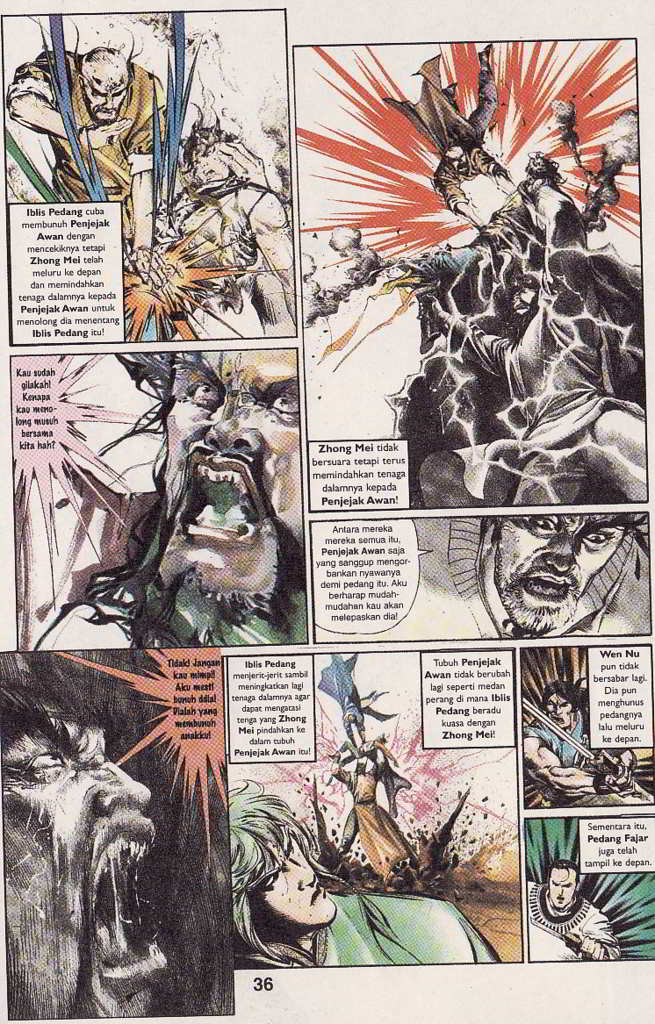 Iblis Pedang cuba
membunuh Penjejak
Awan dengan
mencekiknya tetapi
Zhong Mei telah
meluru ke depan
dan memindahkan
tenaga dalamnya kepada
Penjejak Awan untuk
menolong dia menentang
Iblis Pedang itu!
Zhong Mei tidak
bersuara tetapi terus
memindahkan tenaga
dalamnya kepada
Penjejak Awan!
Kau sudah
gilakah!
Kenapa
kau meno-
long musuh
bersama
kita hah?
Antara mereka
mereka semua itu,
Penjejak Awan saja
yang sanggup mengor-
bankan nyawanya
demi pedang itu. Aku
berharap mudah-
mudahan kau akan
melepaskan dia!
Tidak! Jangan
kau mimpi!
Aku mesti
bunuh dia!
Dialah yang
membunuh
anakku!
Iblis Pedang
menjerit-jerit sambil
meningkatkan lagi
tenaga dalamnya agar
dapat mengatasi
tenga yang Zhong
Mei pindahkan ke
dalam tubuh
Penjejak Awan itu!
Tubuh Penjejak
Awan tidak berubah
lagi seperti medan
perang di mana Iblis
Pedang beradu
kuasa dengan
Zhong Mei!
Wen Nu
pun tidak
bersabar lagi.
Dia pun
menghunus
pedangnya
lalu meluru
ke depan.
Sementara itu,
Pedang Fajar
juga telah
tampil ke depan.
36